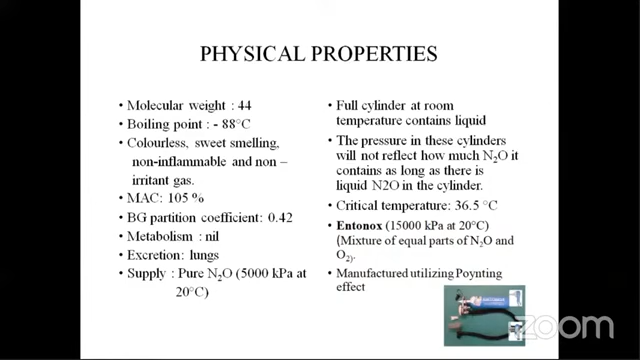 PHYSICAL PROPERTIES
• Molecular weight : 44
• Boiling point : - 88°C
• Colourless, sweet smelling,
non-inflammable and non –
irritant gas.
• MAC: 105 %
• BG partition coefficient: 0.42
• Metabolism : nil
• Excretion: lungs
• Supply : Pure N₂O (5000 kPa at
20°C)
• Full cylinder at room
temperature contains liquid
• The pressure in these cylinders
will not reflect how much N₂O it
contains as long as there is
liquid N2O in the cylinder.
• Critical temperature: 36.5 °C
• Entonox (15000 kPa at 20°C)
(Mixture of equal parts of N₂O and
O₂).
• Manufactured utilizing Poynting
effect
zoom